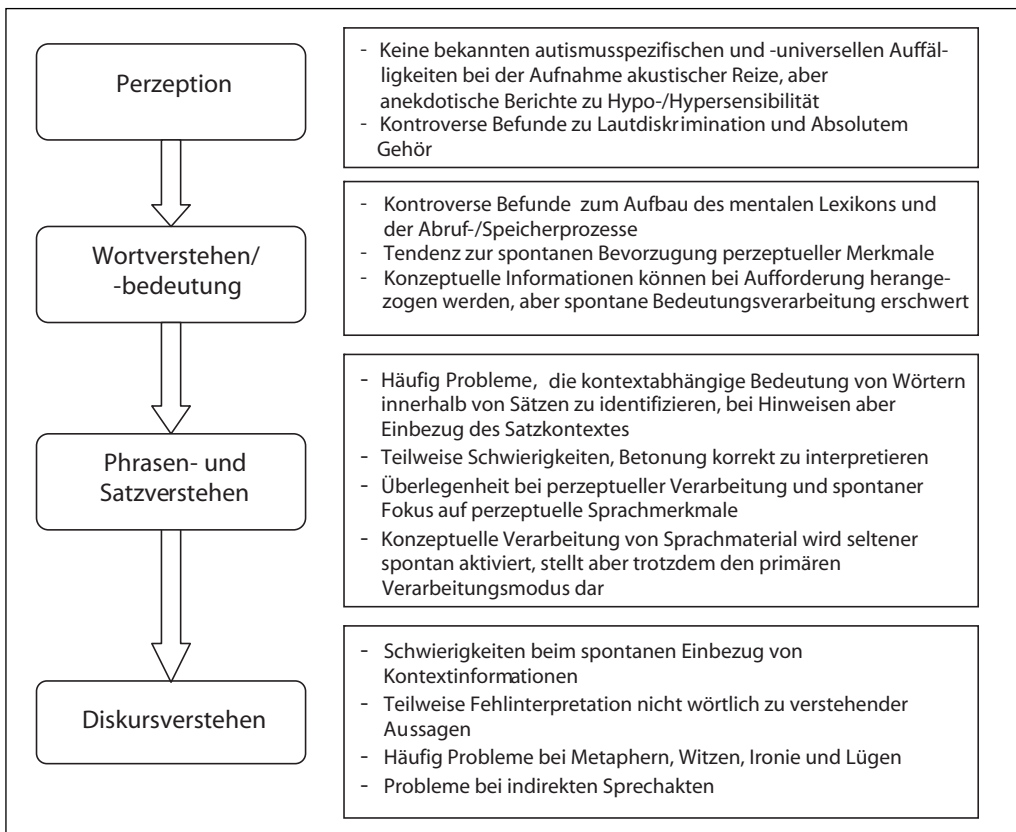 Perzeption
- Keine bekannten autismusspezifischen und -universellen Auffäl-
ligkeiten bei der Aufnahme akustischer Reize, aber
anekdotische Berichte zu Hypo-/Hypersensibilität
- Kontroverse Befunde zu Lautdiskrimination und Absolutem
Gehör
Wortverstehen/
-bedeutung
- Kontroverse Befunde zum Aufbau des mentalen Lexikons und
der Abruf-/Speicherprozesse
- Tendenz zur spontanen Bevorzugung perzeptueller Merkmale
- Konzeptuelle Informationen können bei Aufforderung herange-
zogen werden, aber spontane Bedeutungsverarbeitung erschwert
Phrasen- und
Satzverstehen
- Häufig Probleme, die kontextabhängige Bedeutung von Wörtern
innerhalb von Sätzen zu identifizieren, bei Hinweisen aber
Einbezug des Satzkontextes
- Teilweise Schwierigkeiten, Betonung korrekt zu interpretieren
- Überlegenheit bei perzeptueller Verarbeitung und spontaner
Fokus auf perzeptuelle Sprachmerkmale
- Konzeptuelle Verarbeitung von Sprachmaterial wird seltener
spontan aktiviert, stellt aber trotzdem den primären
Verarbeitungsmodus dar
Diskursverstehen
- Schwierigkeiten beim spontanen Einbezug von
Kontextinformationen
- Teilweise Fehlinterpretation nicht wörtlich zu verstehender
Aussagen
- Häufig Probleme bei Metaphern, Witzen, Ironie und Lügen
- Probleme bei indirekten Sprechakten